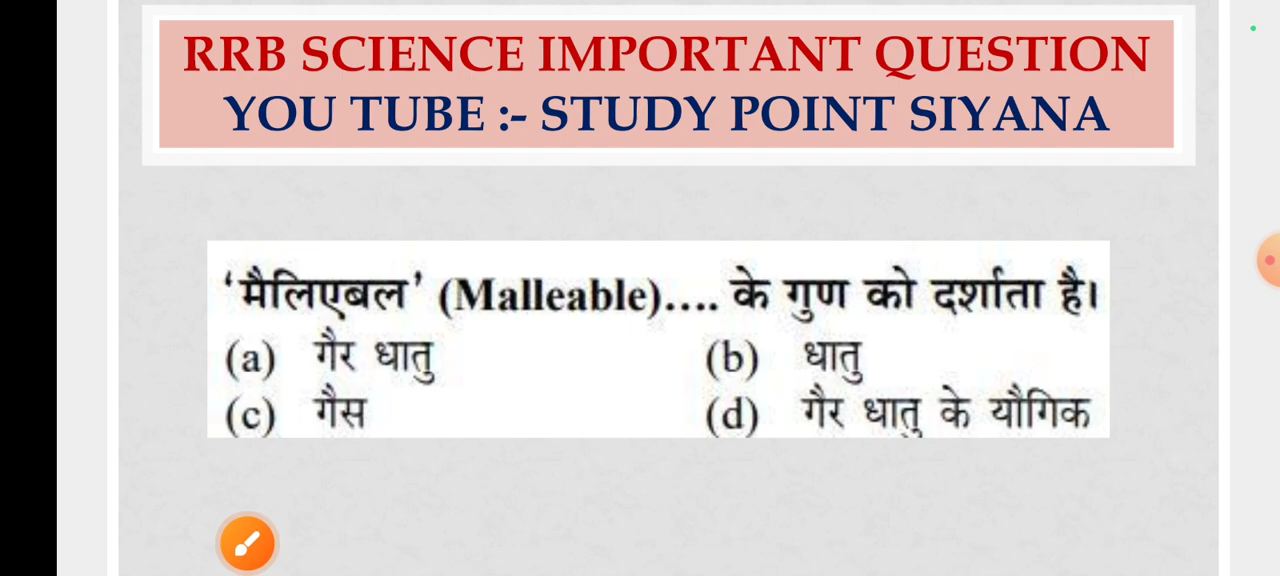 RRB SCIENCE IMPORTANT QUESTION
YOU TUBE :- STUDY POINT SIYANA
‘मैलिएबल’ (Malleable).... के गुण को दर्शाता है।
(a) गैर धातु (b) धातु
(c) गैस (d) गैर धातु के यौगिक